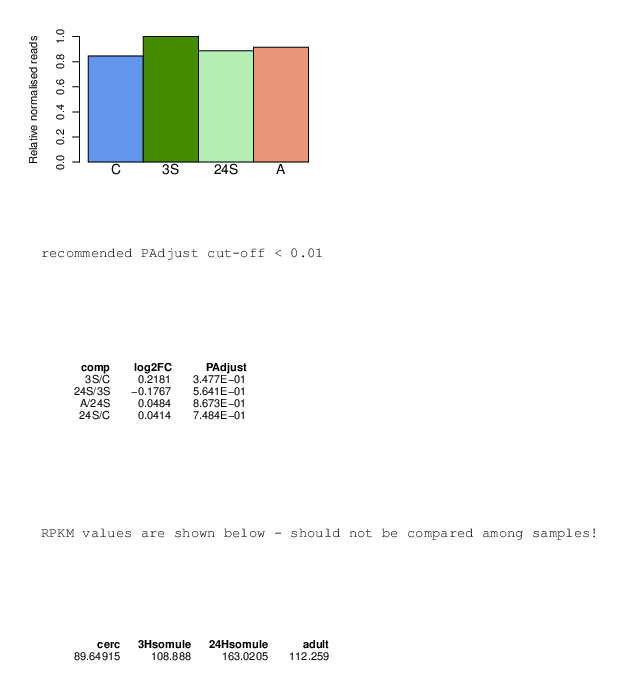 Relative normalised reads
1.0
0.8
0.6
0.4
0.2
0.0
C 3S 24S A
recommended PAdjust cut-off < 0.01
comp log2FC PAdjust
3S/C 0.2181 3.477E−01
24S/3S −0.1767 5.641E−01
A/24S 0.0484 8.673E−01
24S/C 0.0414 7.484E−01
RPKM values are shown below - should not be compared among samples!
cerc 3Hsomule 24Hsomule adult
89.64915 108.888 163.0205 112.259